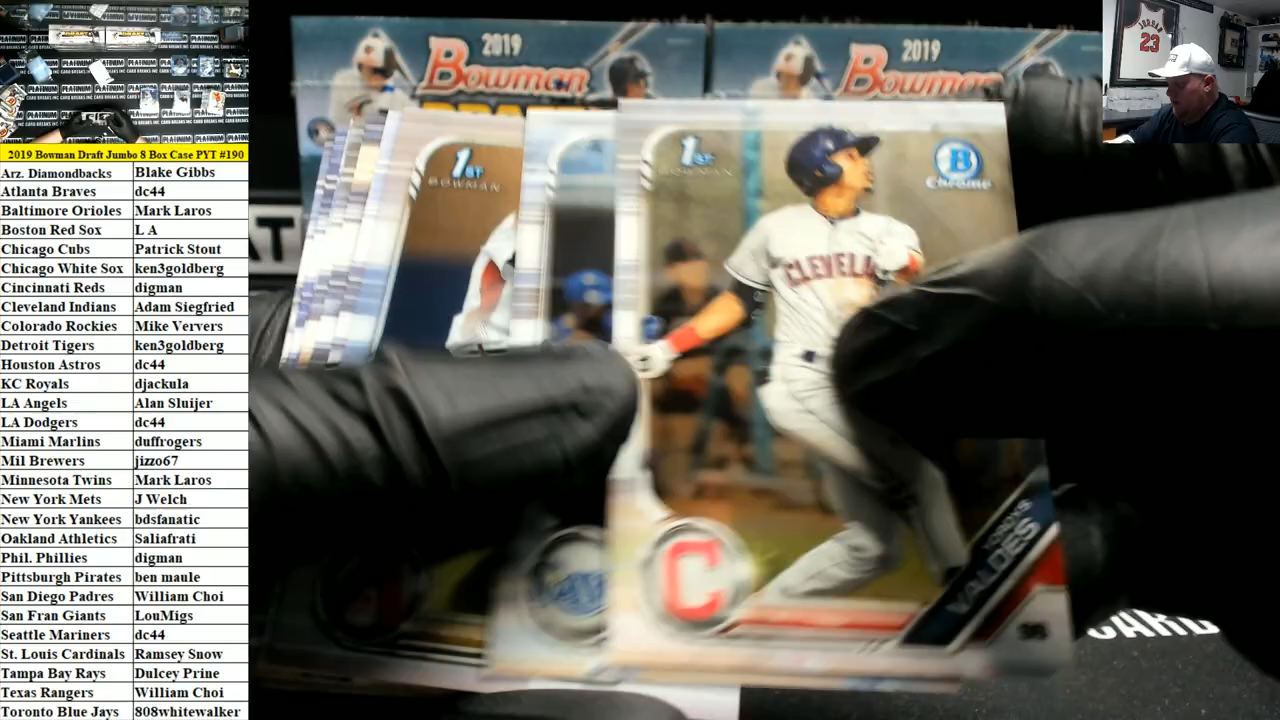 2019 Bowman Draft Jumbo 8 Box Case PYT #190
Arz. Diamondbacks Blake Gibbs
Atlanta Braves dc44
Baltimore Orioles Mark Laros
Boston Red Sox L A
Chicago Cubs Patrick Stout
Chicago White Sox ken3goldberg
Cincinnati Reds digman
Cleveland Indians Adam Siegfried
Colorado Rockies Mike Ververs
Detroit Tigers ken3goldberg
Houston Astros dc44
KC Royals djackula
LA Angels Alan Sluijer
LA Dodgers dc44
Miami Marlins duffrogers
Mil Brewers jizzo67
Minnesota Twins Mark Laros
New York Mets J Welch
New York Yankees bdsfanatic
Oakland Athletics Saliafrati
Phil. Phillies digman
Pittsburgh Pirates ben maule
San Diego Padres William Choi
San Fran Giants LouMigs
Seattle Mariners dc44
St. Louis Cardinals Ramsey Snow
Tampa Bay Rays Dulcey Prine
Texas Rangers William Choi
Toronto Blue Jays 808whitewalker
2019
Bowman
2019
Bowman
1ST
BOWMAN
1ST
BOWMAN
B
Chrome
CLEVELA
C
VALDES
JORDAN
23
CARD